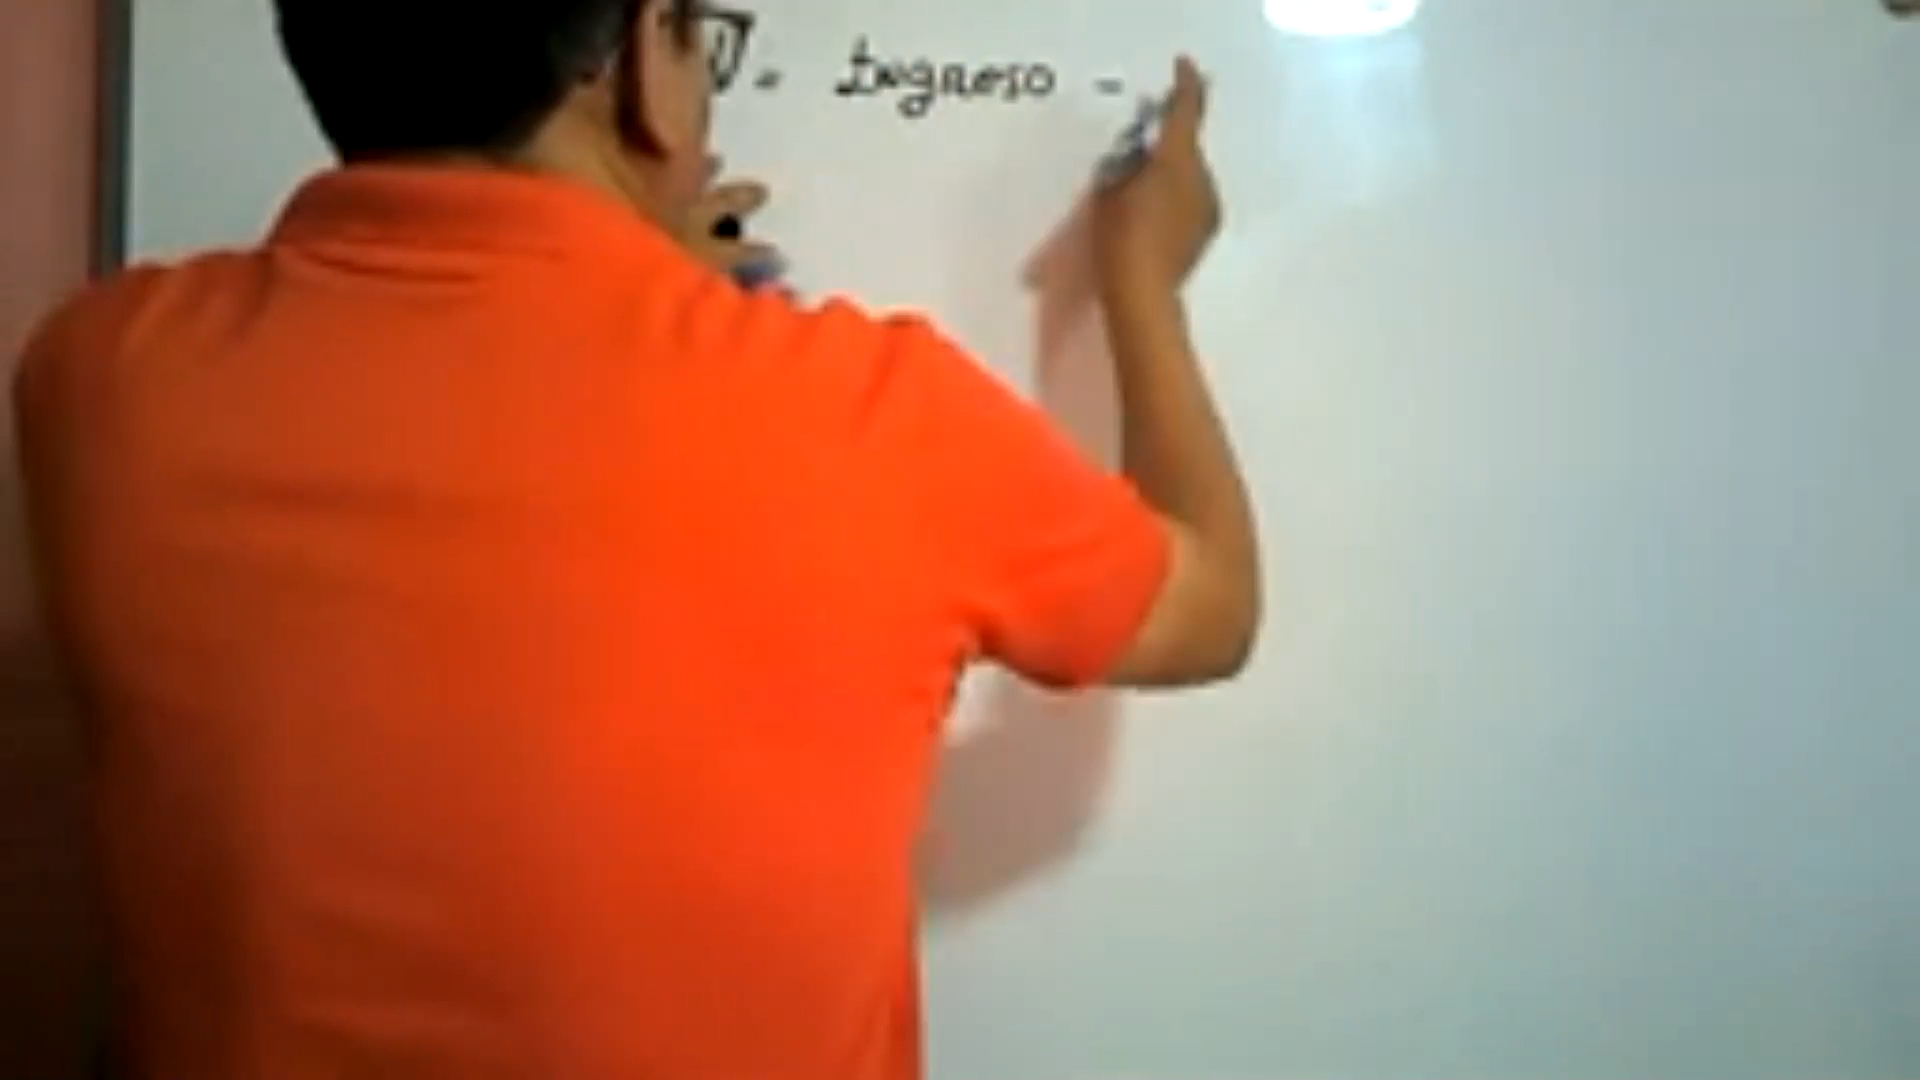 = Ingreso -